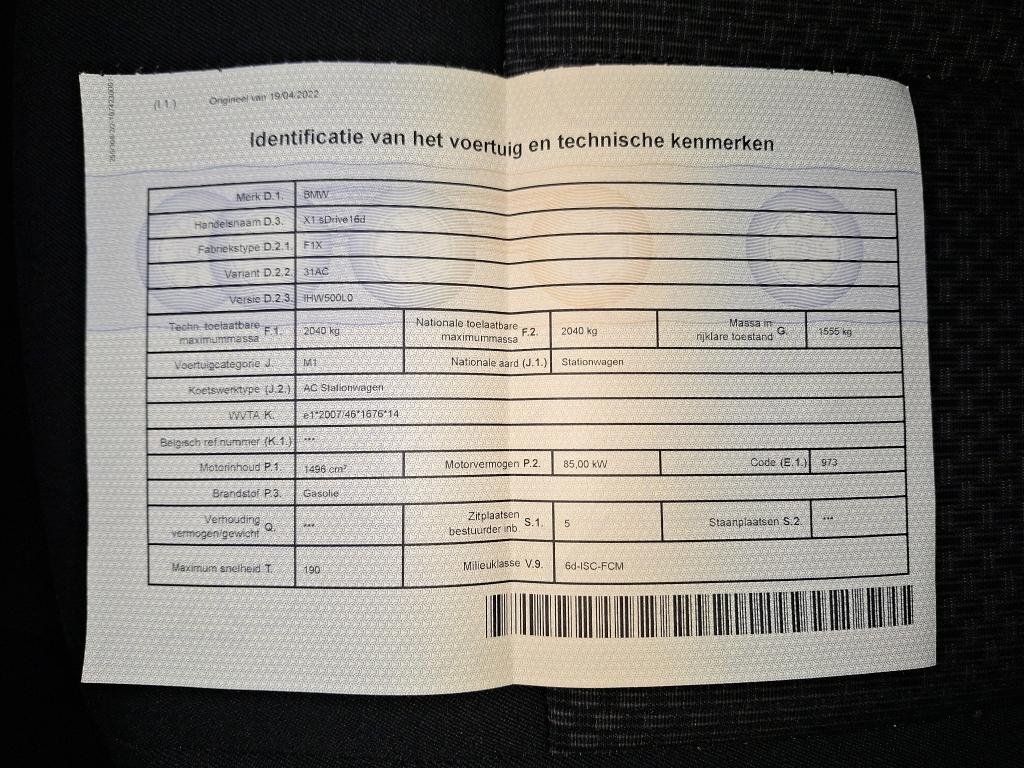 (I.1.) Origineel van 19/04/2022
Identificatie van het voertuig en technische kenmerken
Merk D.1. BMW
Handelsnaam D.3. X1 sDrive16d
Fabriekstype D.2.1. F1X
Variant D.2.2. 31AC
Versie D.2.3. IHW500L0
Techn. toelaatbare maximummassa F.1. 2040 kg Nationale toelaatbare maximummassa F.2. 2040 kg Massa in rijklare toestand G. 1555 kg
Voertuigcategorie J. M1 Nationale aard (J.1.) Stationwagen
Koetswerktype (J.2.) AC Stationwagen
WVTA K. e1*2007/46*1676*14
Belgisch ref nummer (K.1.) ***
Motorinhoud P.1. 1496 cm³ Motorvermogen P.2. 85,00 kW Code (E.1.) 973
Brandstof P.3. Gasolie
Verhouding vermogen/gewicht Q. *** Zitplaatsen bestuurder inb S.1. 5 Staanplaatsen S.2. ***
Maximum snelheid T. 190 Milieuklasse V.9. 6d-ISC-FCM